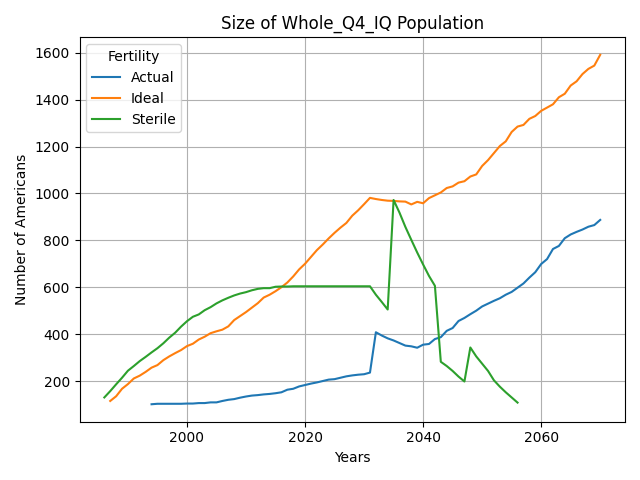 Size of Whole_Q4_IQ Population
Fertility
Actual
Ideal
Sterile
1600
1400
1200
1000
800
600
400
200
Number of Americans
2000
2020
2040
2060
Years